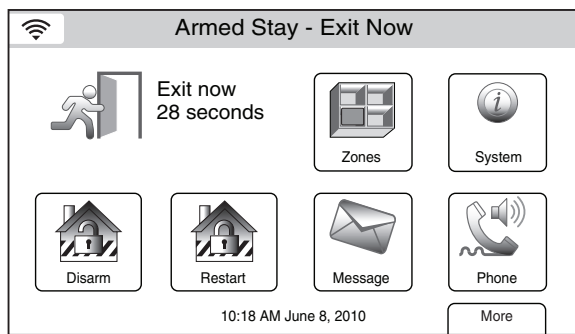 Armed Stay - Exit Now
Exit now
28 seconds
Zones
System
Disarm
Restart
Message
Phone
10:18 AM June 8, 2010
More